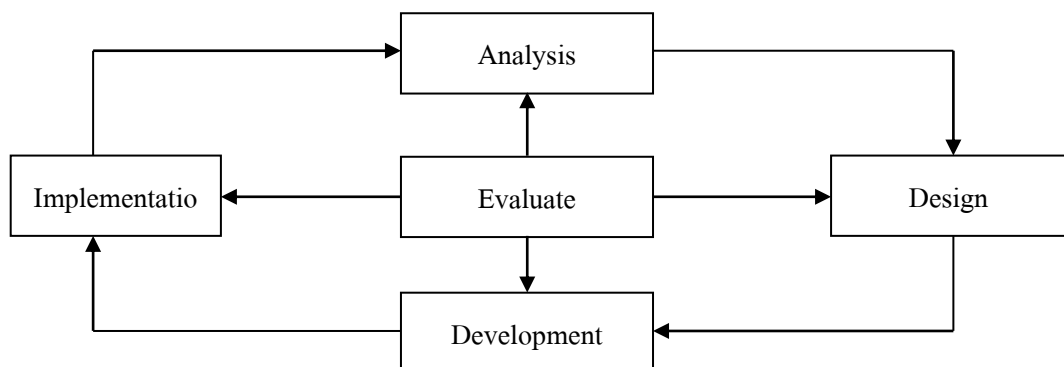 Analysis
Implementatio
Evaluate
Design
Development